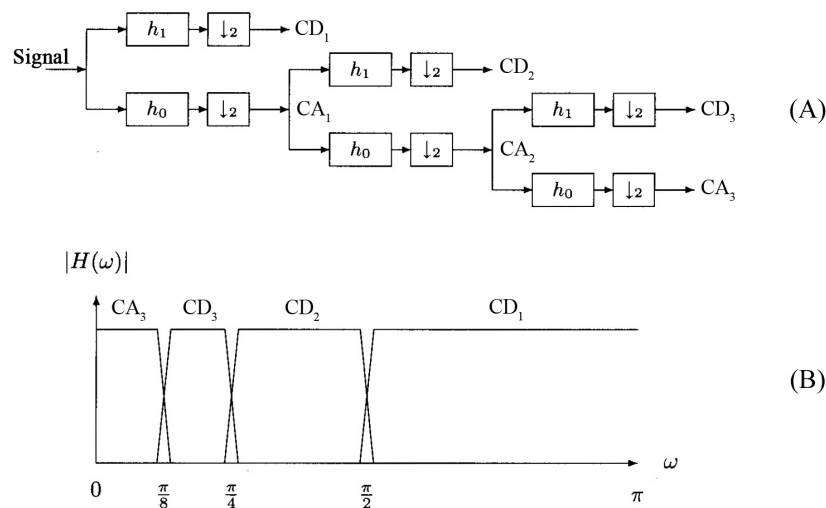 h₁ ↓₂ CD₁
Signal h₁ ↓₂ CD₂
h₀ ↓₂ CA₁ h₁ ↓₂ CD₃ (A)
h₀ ↓₂ CA₂
h₀ ↓₂ CA₃
|H(ω)|
CA₃ CD₃ CD₂ CD₁
(B)
ω
0 π/8 π/4 π/2 π